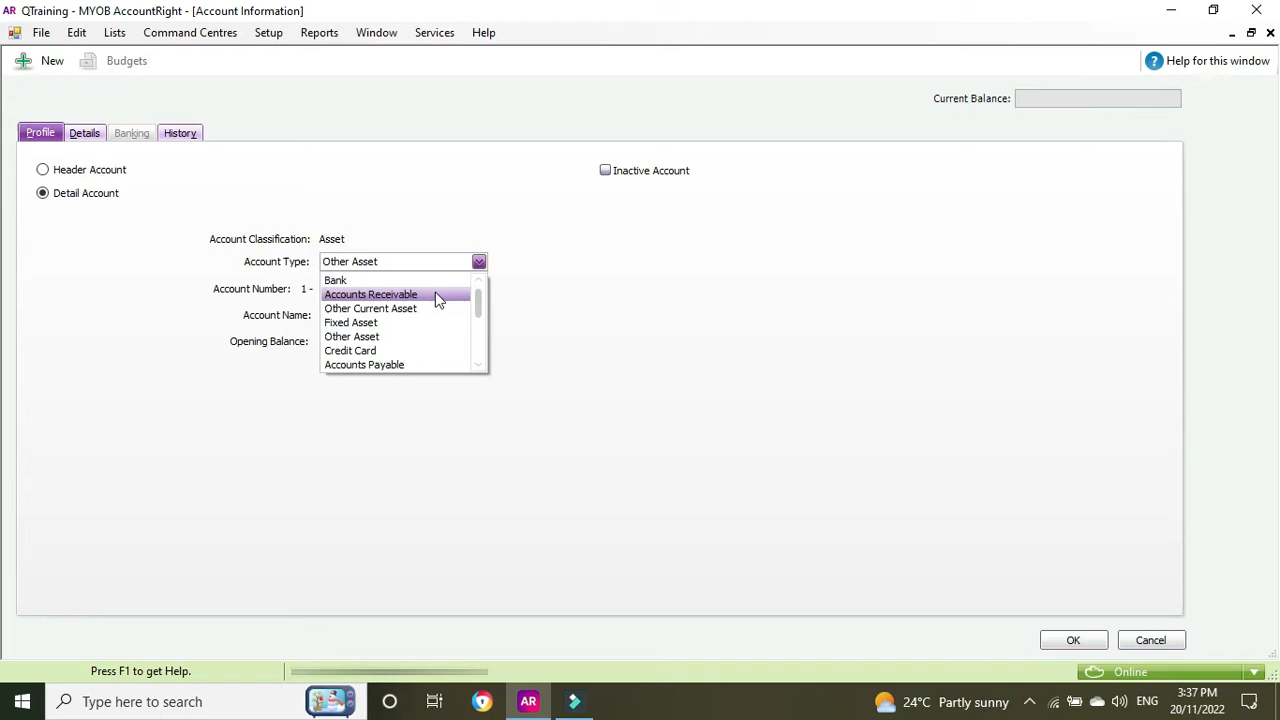 AR QTraining - MYOB AccountRight - [Account Information]
File Edit Lists Command Centres Setup Reports Window Services Help
New Budgets ? Help for this window
Current Balance:
Profile Details Banking History
Header Account Inactive Account
Detail Account
Account Classification: Asset
Account Type: Other Asset
Bank
Account Number: 1 - Accounts Receivable
Other Current Asset
Account Name: Fixed Asset
Other Asset
Opening Balance: Credit Card
Accounts Payable
OK Cancel
Press F1 to get Help. Online
Type here to search AR 24°C Partly sunny ENG 3:37 PM
20/11/2022